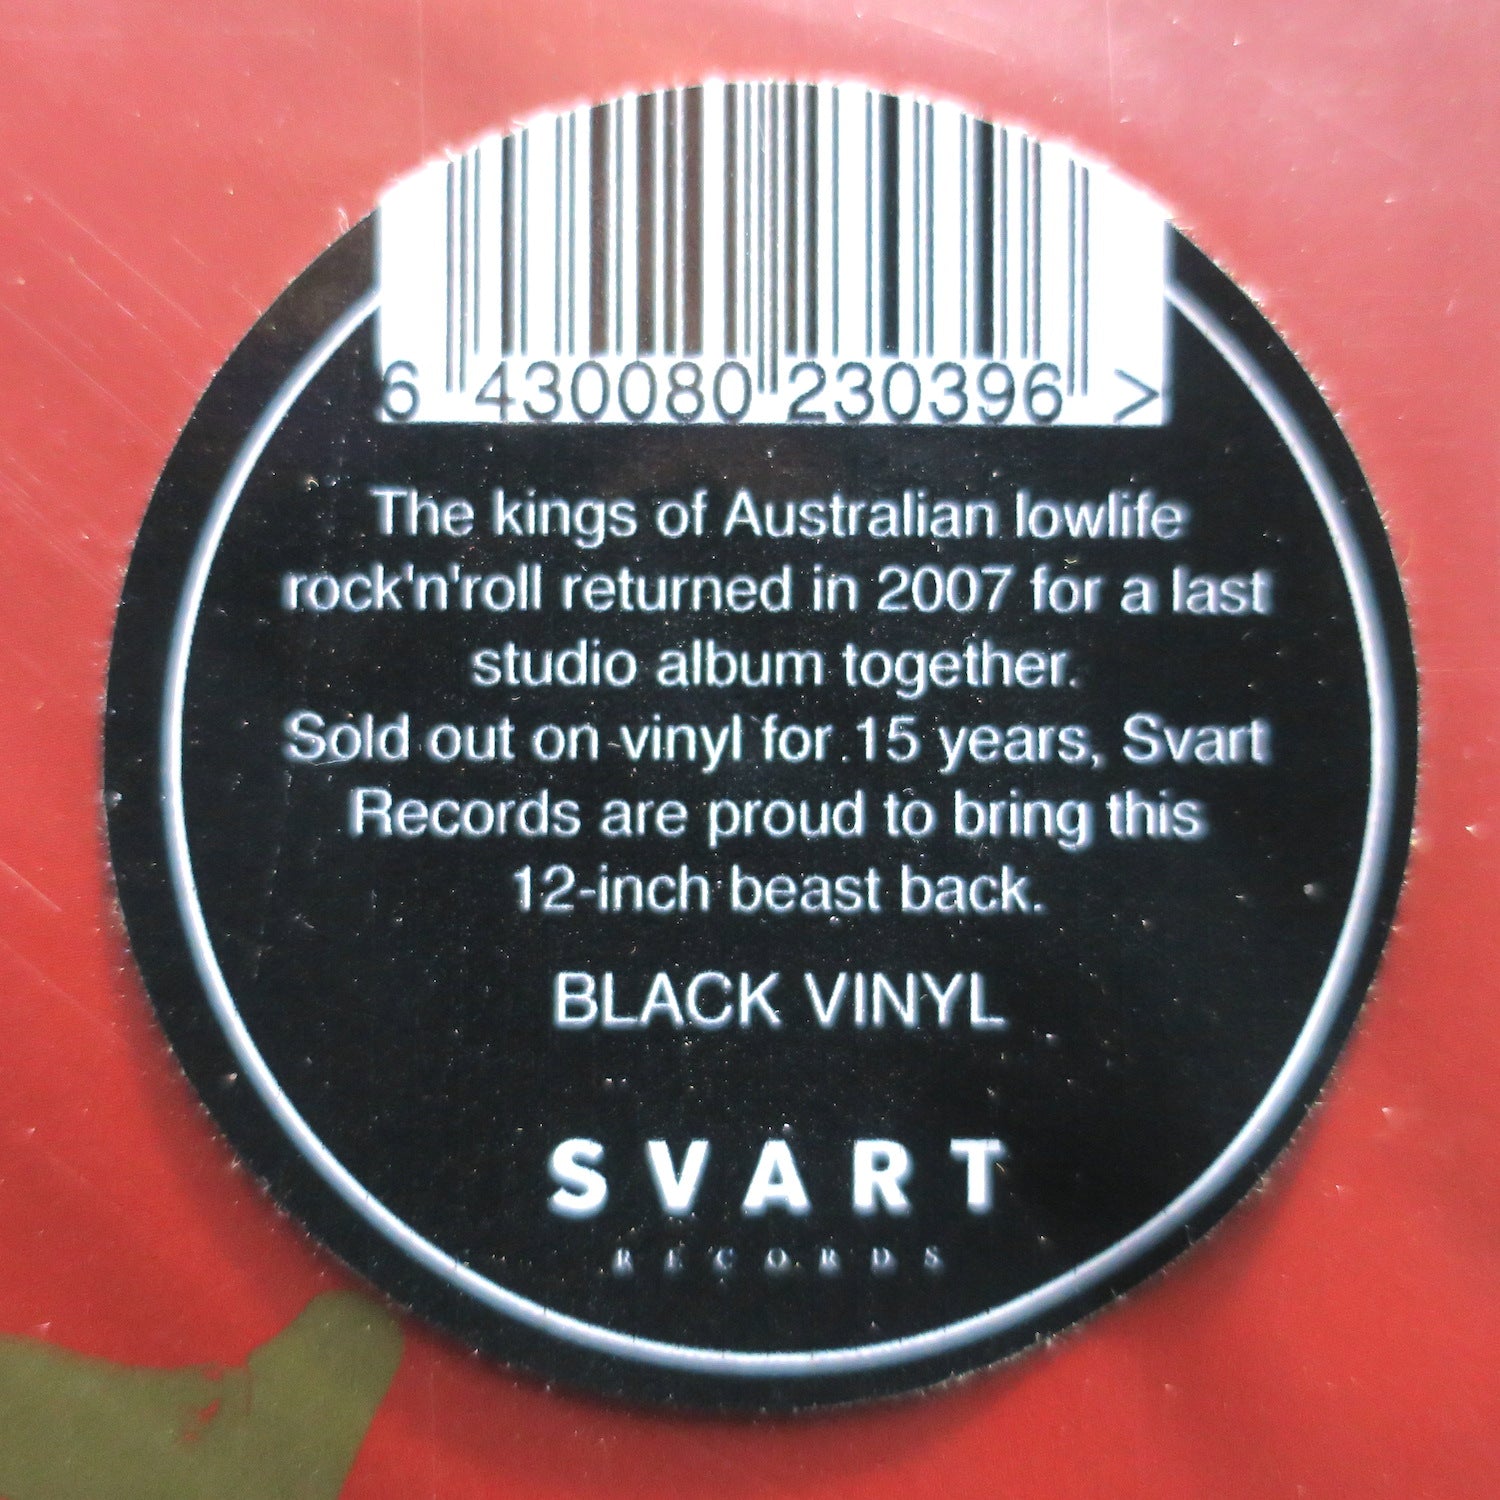 6 430080 230396 >
The kings of Australian lowlife
rock'n'roll returned in 2007 for a last
studio album together.
Sold out on vinyl for 15 years, Svart
Records are proud to bring this
12-inch beast back.
BLACK VINYL
SVART
RECORDS